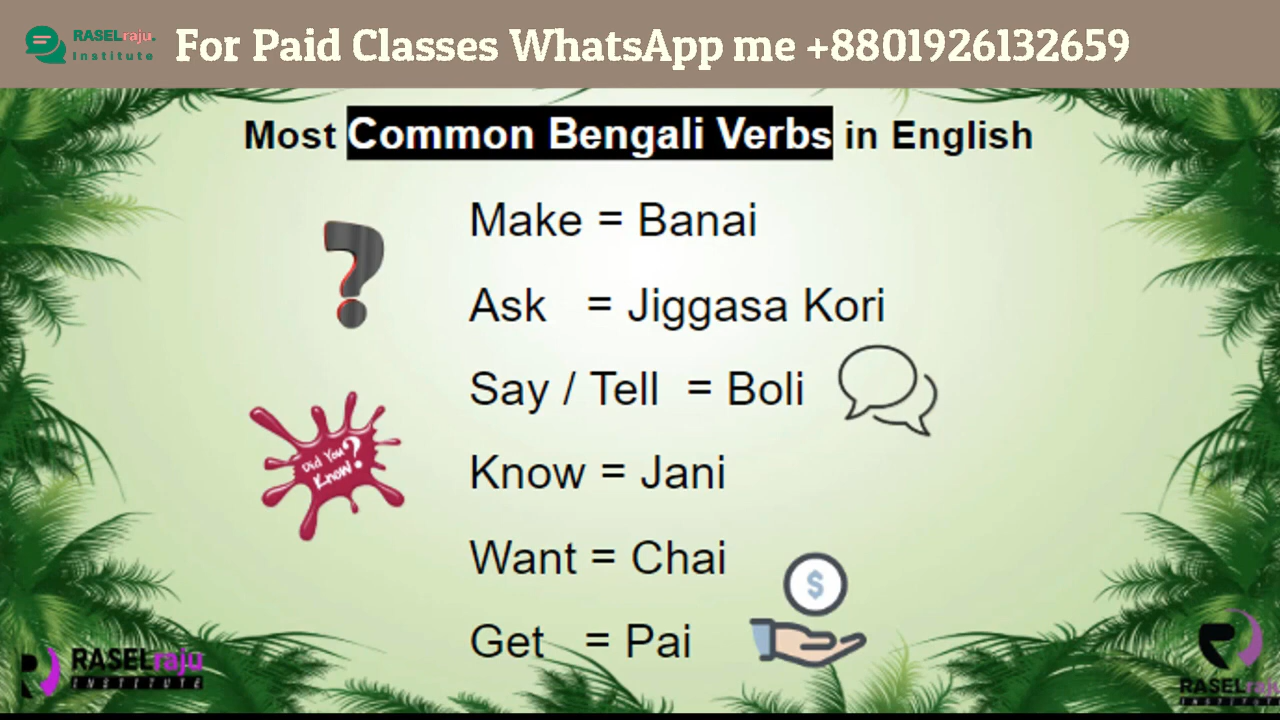 RASELraju.
Institute
For Paid Classes WhatsApp me +8801926132659
Most Common Bengali Verbs in English
Make = Banai
Ask = Jiggasa Kori
Say / Tell = Boli
Did You
Know?
Know = Jani
Want = Chai
$
Get = Pai
RASELraju
INSTITUTE
RASELraju
INSTITUTE